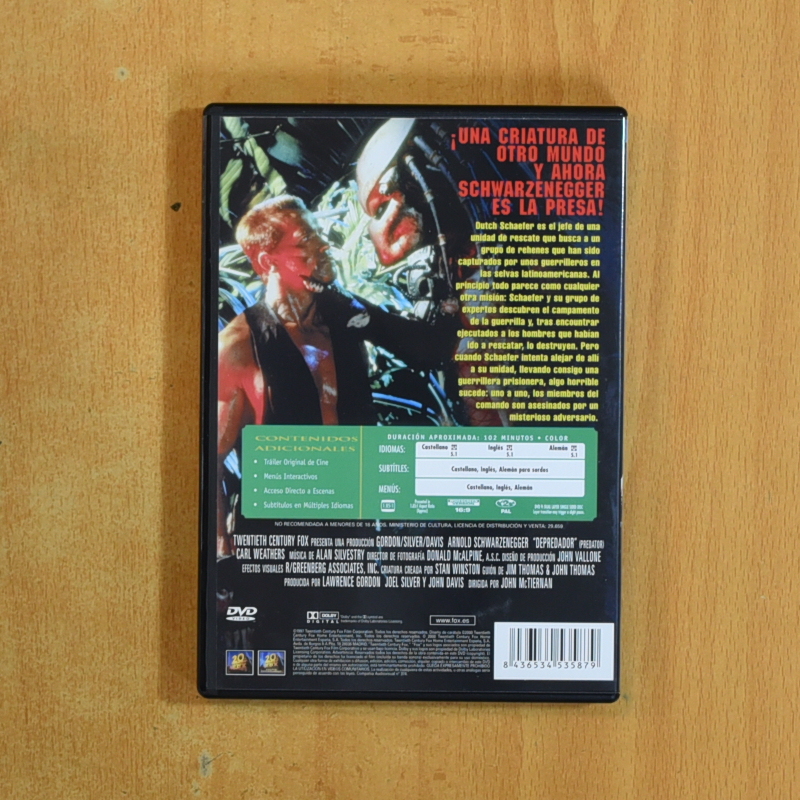 ¡UNA CRIATURA DE
OTRO MUNDO
Y AHORA
SCHWARZENEGGER
ES LA PRESA!
Dutch Schaefer es el jefe de una
unidad de rescate que busca a un
grupo de rehenes que han sido
capturados por unos guerrilleros en
las selvas latinoamericanas. Al
principio todo parece como cualquier
otra misión: Schaefer y su grupo de
expertos descubren el campamento
de la guerrilla y, tras encontrar
ejecutados a los hombres que habían
ido a rescatar, lo destruyen. Pero
cuando Schaefer intenta alejar de allí
a su unidad, llevando consigo una
guerrillera prisionera, algo horrible
sucede: uno a uno, los miembros del
comando son asesinados por un
misterioso adversario.
CONTENIDOS
ADICIONALES
• Tráiler Original de Cine
• Menús Interactivos
• Acceso Directo a Escenas
• Subtítulos en Múltiples Idiomas
DURACIÓN APROXIMADA: 102 MINUTOS • COLOR
IDIOMAS: Castellano 5.1 Inglés 5.1 Alemán 5.1
SUBTÍTULOS: Castellano, Inglés, Alemán para sordos
MENÚS: Castellano, Inglés, Alemán
16:9
PAL
NO RECOMENDADA A MENORES DE 18 AÑOS. MINISTERIO DE CULTURA, LICENCIA DE DISTRIBUCIÓN Y VENTA:
TWENTIETH CENTURY FOX PRESENTA UNA PRODUCCIÓN GORDON/SILVER/DAVIS ARNOLD SCHWARZENEGGER "DEPREDADOR" (PREDATOR)
CARL WEATHERS MÚSICA DE ALAN SILVESTRY DIRECTOR DE FOTOGRAFÍA DONALD McALPINE, A.S.C. DISEÑO DE PRODUCCIÓN JOHN VALLONE
EFECTOS VISUALES R/GREENBERG ASSOCIATES, INC. CRIATURA CREADA POR STAN WINSTON GUIÓN DE JIM THOMAS & JOHN THOMAS
PRODUCIDA POR LAWRENCE GORDON JOEL SILVER Y JOHN DAVIS DIRIGIDA POR JOHN McTIERNAN
DVD
VIDEO
DOLBY
DIGITAL
www.fox.es
8 436534 535879